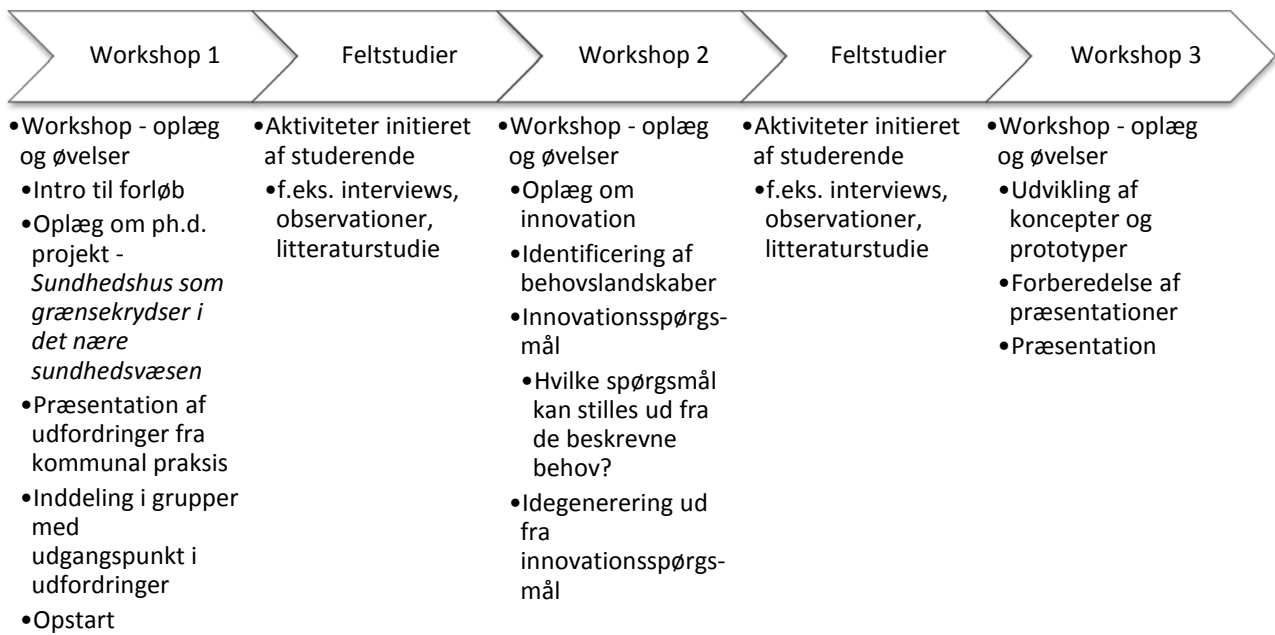 Workshop 1
Feltstudier
Workshop 2
Feltstudier
Workshop 3
•Workshop - oplæg
og øvelser
•Intro til forløb
•Oplæg om ph.d.
projekt -
Sundhedshus som
grænsekrydser i
det nære
sundhedsvæsen
•Præsentation af
udfordringer fra
kommunal praksis
•Inddeling i grupper
med
udgangspunkt i
udfordringer
•Opstart
•Aktiviteter initieret
af studerende
•f.eks. interviews,
observationer,
litteraturstudie
•Workshop - oplæg
og øvelser
•Oplæg om
innovation
•Identificering af
behovslandskaber
•Innovationsspørgs-
mål
•Hvilke spørgsmål
kan stilles ud fra
de beskrevne
behov?
•Idegenerering ud
fra
innovationsspørgs-
mål
•Aktiviteter initieret
af studerende
•f.eks. interviews,
observationer,
litteraturstudie
•Workshop - oplæg
og øvelser
•Udvikling af
koncepter og
prototyper
•Forberedelse af
præsentationer
•Præsentation